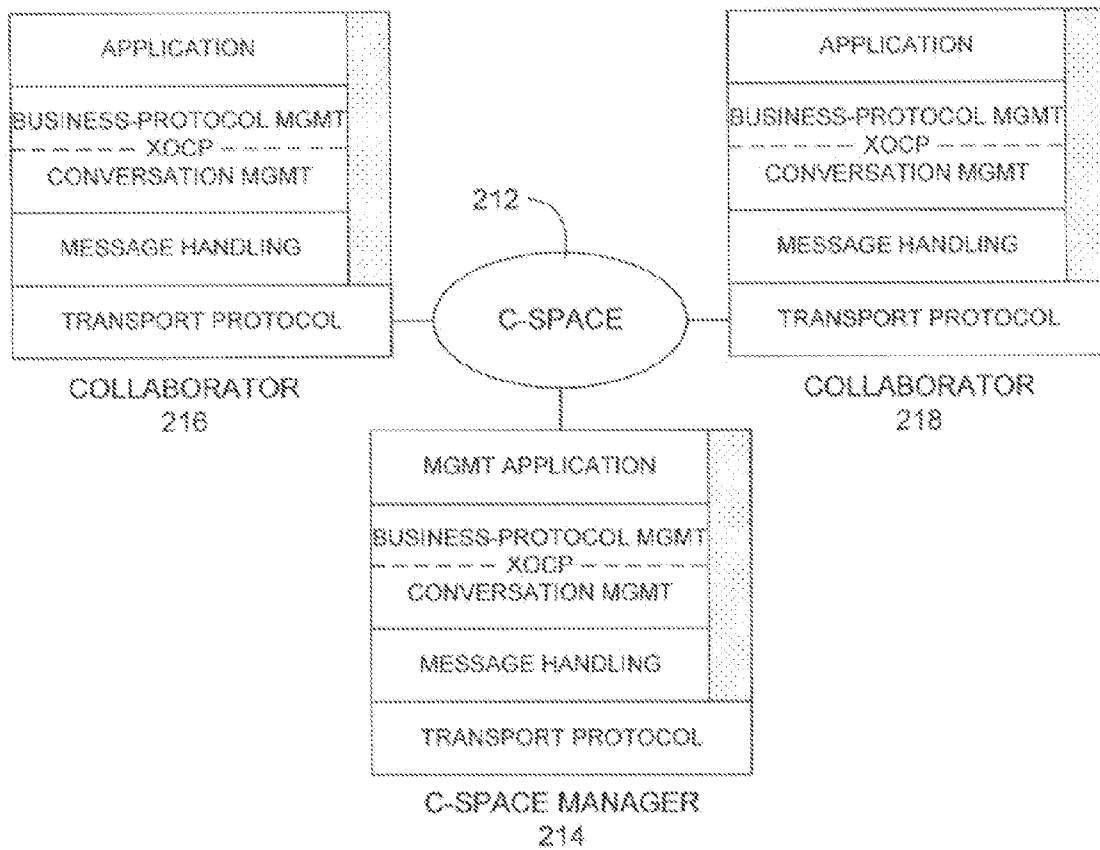 APPLICATION
BUSINESS-PROTOCOL MGMT
XOCP
CONVERSATION MGMT
MESSAGE HANDLING
TRANSPORT PROTOCOL
COLLABORATOR
216
212
C-SPACE
APPLICATION
BUSINESS-PROTOCOL MGMT
XOCP
CONVERSATION MGMT
MESSAGE HANDLING
TRANSPORT PROTOCOL
COLLABORATOR
218
MGMT APPLICATION
BUSINESS-PROTOCOL MGMT
XOCP
CONVERSATION MGMT
MESSAGE HANDLING
TRANSPORT PROTOCOL
C-SPACE MANAGER
214